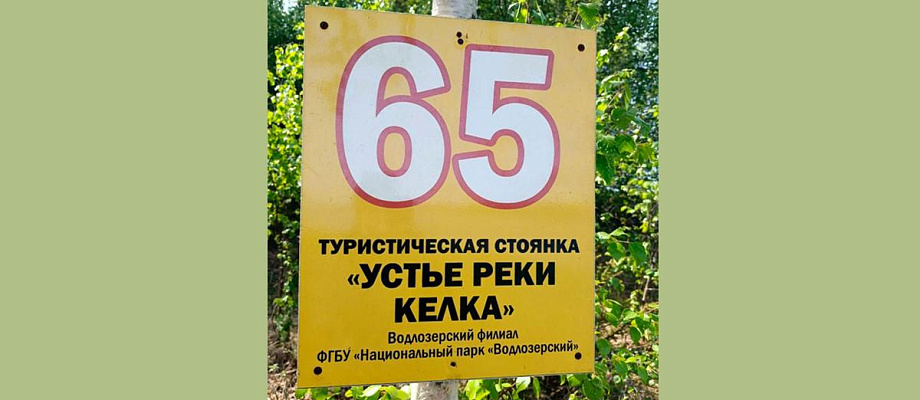 65
ТУРИСТИЧЕСКАЯ СТОЯНКА
«УСТЬЕ РЕКИ
КЕЛКА»
Водлозерский филиал
ФГБУ «Национальный парк «Водлозерский»